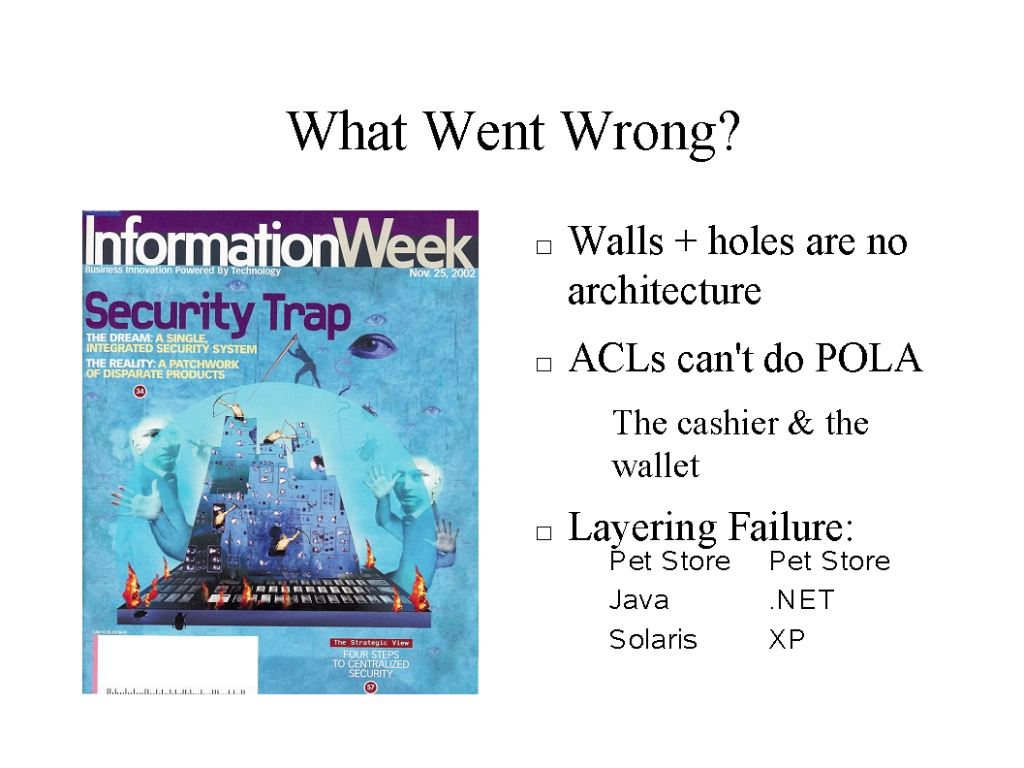 What Went Wrong?
InformationWeek
Business Innovation Powered By Technology
Nov. 25, 2002
Security Trap
THE DREAM: A SINGLE,
INTEGRATED SECURITY SYSTEM
THE REALITY: A PATCHWORK
OF DISPARATE PRODUCTS
34
The Strategic View
FOUR STEPS
TO CENTRALIZED
SECURITY
57
Walls + holes are no
architecture
ACLs can't do POLA
The cashier & the
wallet
Layering Failure:
Pet Store Pet Store
Java .NET
Solaris XP